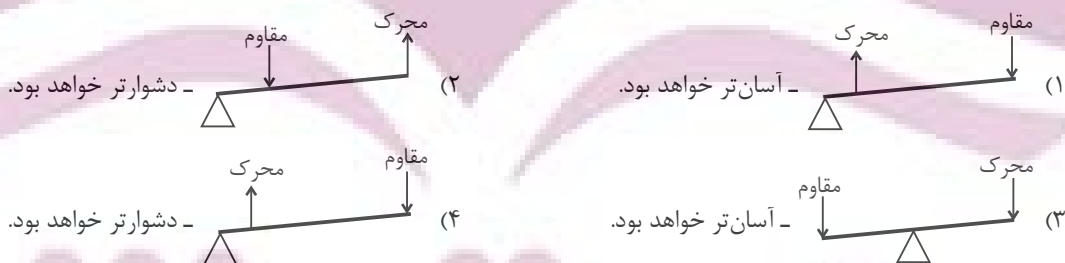 ۱) محرک مقاوم ـ آسان‌تر خواهد بود.
۲) مقاوم محرک ـ دشوارتر خواهد بود.
۳) مقاوم محرک ـ آسان‌تر خواهد بود.
۴) محرک مقاوم ـ دشوارتر خواهد بود.